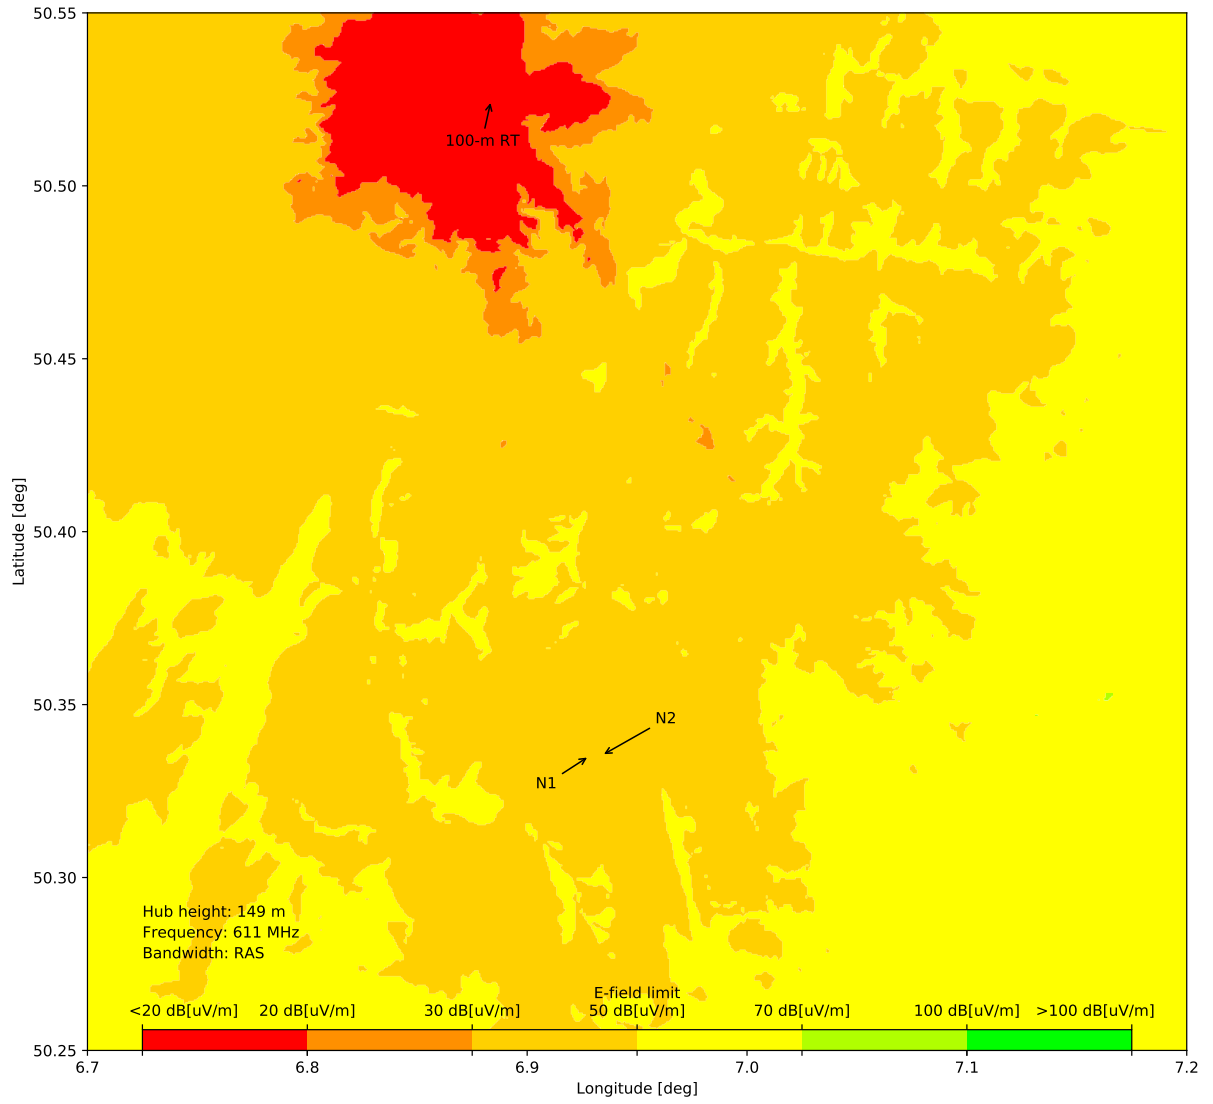 50.55
100-m RT
50.50
50.45
50.40
Latitude [deg]
50.35
N2
N1
50.30
Hub height: 149 m
Frequency: 611 MHz
Bandwidth: RAS
E-field limit
<20 dB[uV/m] 20 dB[uV/m] 30 dB[uV/m] 50 dB[uV/m] 70 dB[uV/m] 100 dB[uV/m] >100 dB[uV/m]
50.25
6.7 6.8 6.9 7.0 7.1 7.2
Longitude [deg]